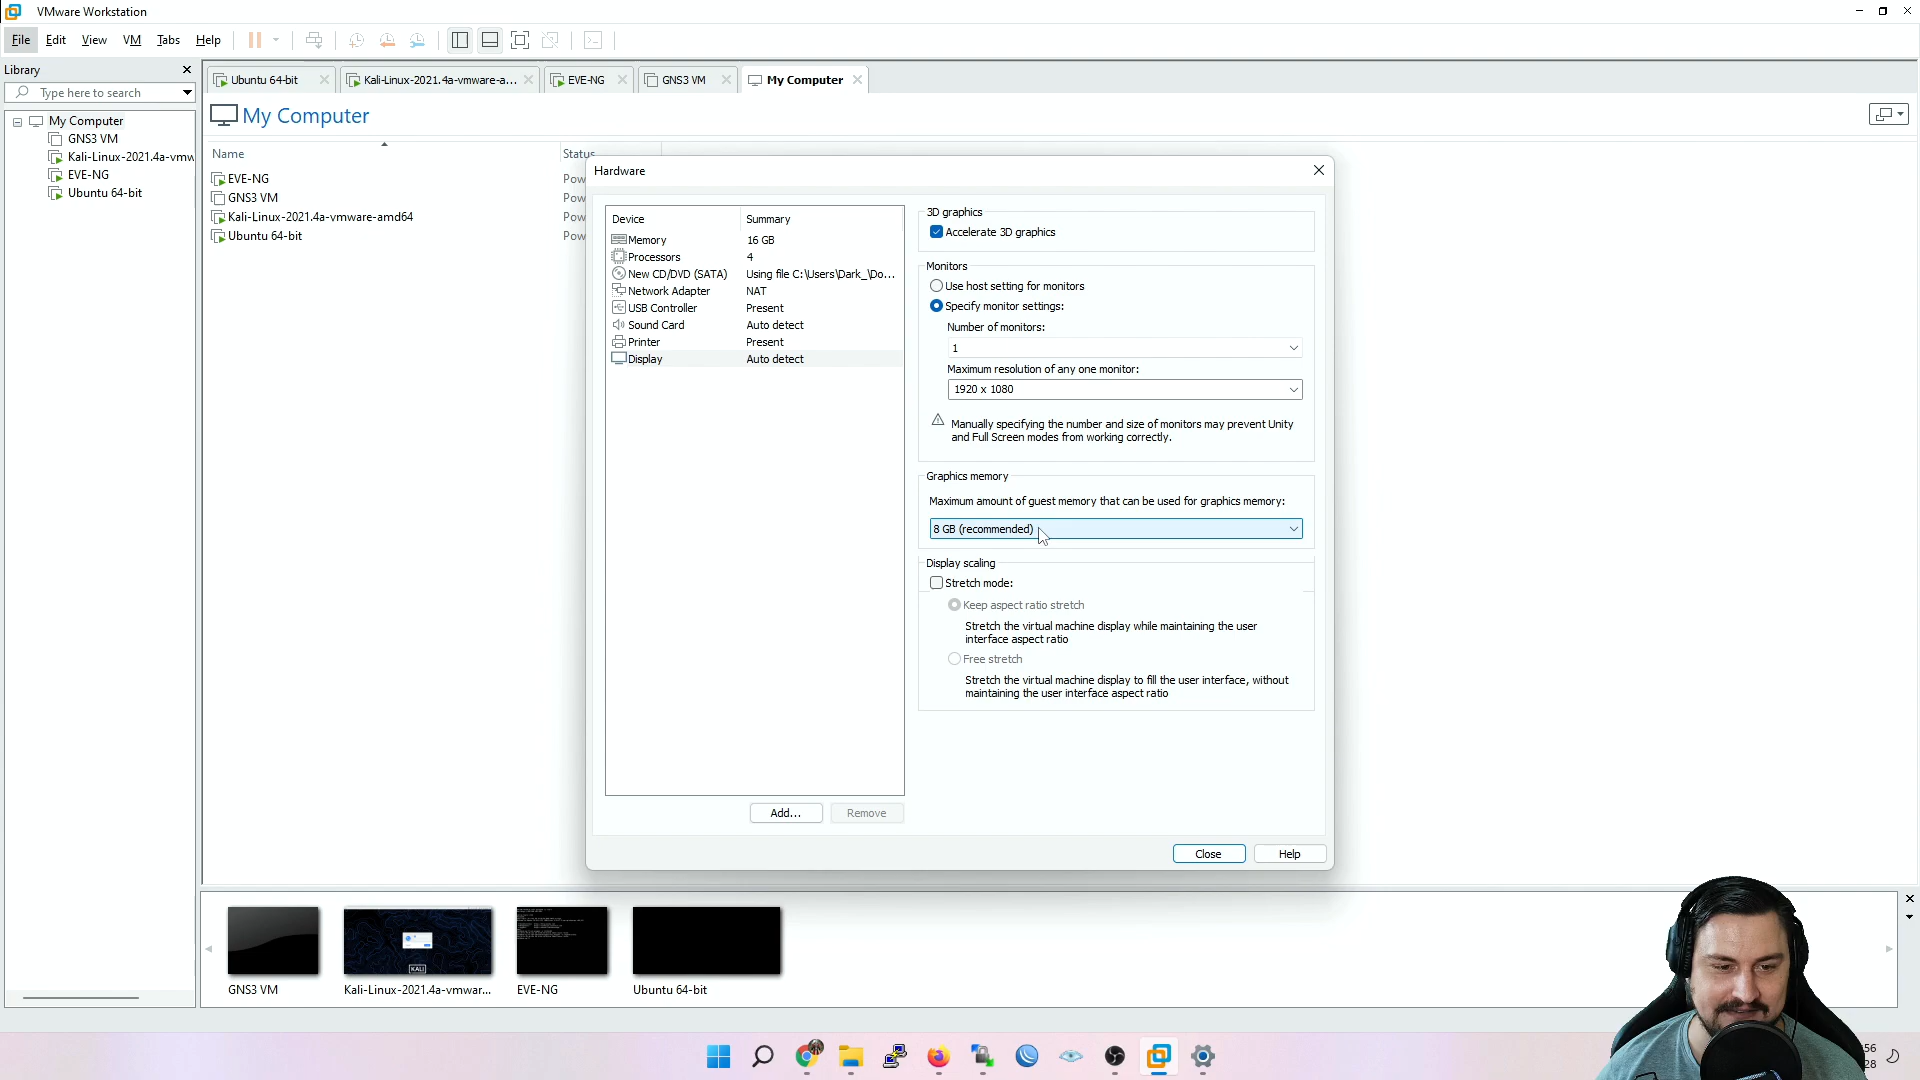 VMware Workstation
File Edit View VM Tabs Help
Library
Type here to search
My Computer
GNS3 VM
Kali-Linux-2021.4a-vmw
EVE-NG
Ubuntu 64-bit
Ubuntu 64-bit
Kali-Linux-2021.4a-vmware-a...
EVE-NG
GNS3 VM
My Computer
My Computer
Name Status
EVE-NG Pow
GNS3 VM Pow
Kali-Linux-2021.4a-vmware-amd64 Pow
Ubuntu 64-bit Pow
Hardware
Device Summary
Memory 16 GB
Processors 4
New CD/DVD (SATA) Using file C:\Users\Dark_\Do...
Network Adapter NAT
USB Controller Present
Sound Card Auto detect
Printer Present
Display Auto detect
Add... Remove
3D graphics
Accelerate 3D graphics
Monitors
Use host setting for monitors
Specify monitor settings:
Number of monitors:
1
Maximum resolution of any one monitor:
1920 x 1080
Manually specifying the number and size of monitors may prevent Unity
and Full Screen modes from working correctly.
Graphics memory
Maximum amount of guest memory that can be used for graphics memory:
8 GB (recommended)
Display scaling
Stretch mode:
Keep aspect ratio stretch
Stretch the virtual machine display while maintaining the user
interface aspect ratio
Free stretch
Stretch the virtual machine display to fill the user interface, without
maintaining the user interface aspect ratio
Close Help
KALI
GNS3 VM
Kali-Linux-2021.4a-vmwar...
EVE-NG
Ubuntu 64-bit
56
28